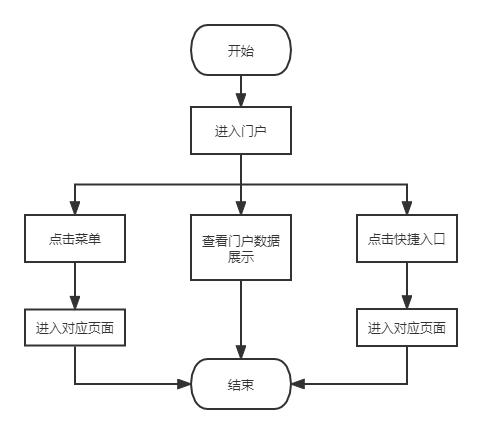 开始
进入门户
点击菜单
查看门户数据
展示
点击快捷入口
进入对应页面
进入对应页面
结束